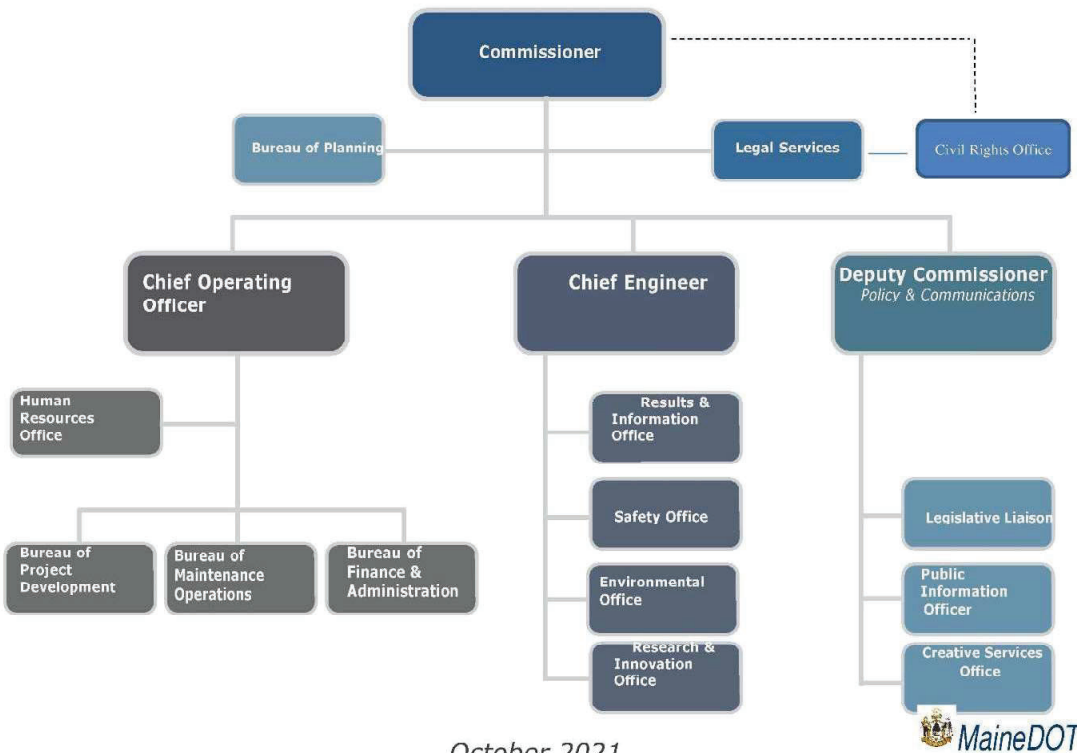 Commissioner
Bureau of Planning
Legal Services
Civil Rights Office
Chief Operating
Officer
Chief Engineer
Deputy Commissioner
Policy & Communications
Human
Resources
Office
Bureau of
Project
Development
Bureau of
Maintenance
Operations
Bureau of
Finance &
Administration
Results &
Information
Office
Safety Office
Environmental
Office
Research &
Innovation
Office
Legislative Liaison
Public
Information
Officer
Creative Services
Office
October 2021
MaineDOT